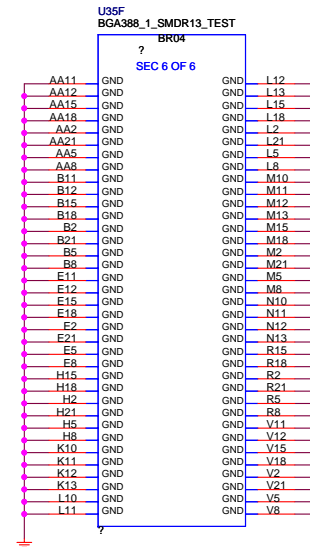 U35F
BGA388_1_SMDR13_TEST
BR04
?
SEC 6 OF 6
AA11 GND GND L12
AA12 GND GND L13
AA15 GND GND L15
AA18 GND GND L18
AA2 GND GND L2
AA21 GND GND L21
AA5 GND GND L5
AA8 GND GND L8
B11 GND GND M10
B12 GND GND M11
B15 GND GND M12
B18 GND GND M13
B2 GND GND M15
B21 GND GND M18
B5 GND GND M2
B8 GND GND M21
E11 GND GND M5
E12 GND GND M8
E15 GND GND N10
E18 GND GND N11
E2 GND GND N12
E21 GND GND N13
E5 GND GND R15
E8 GND GND R18
H15 GND GND R2
H18 GND GND R21
H2 GND GND R5
H21 GND GND R8
H5 GND GND V11
H8 GND GND V12
K10 GND GND V15
K11 GND GND V18
K12 GND GND V2
K13 GND GND V21
L10 GND GND V5
L11 GND GND V8
?